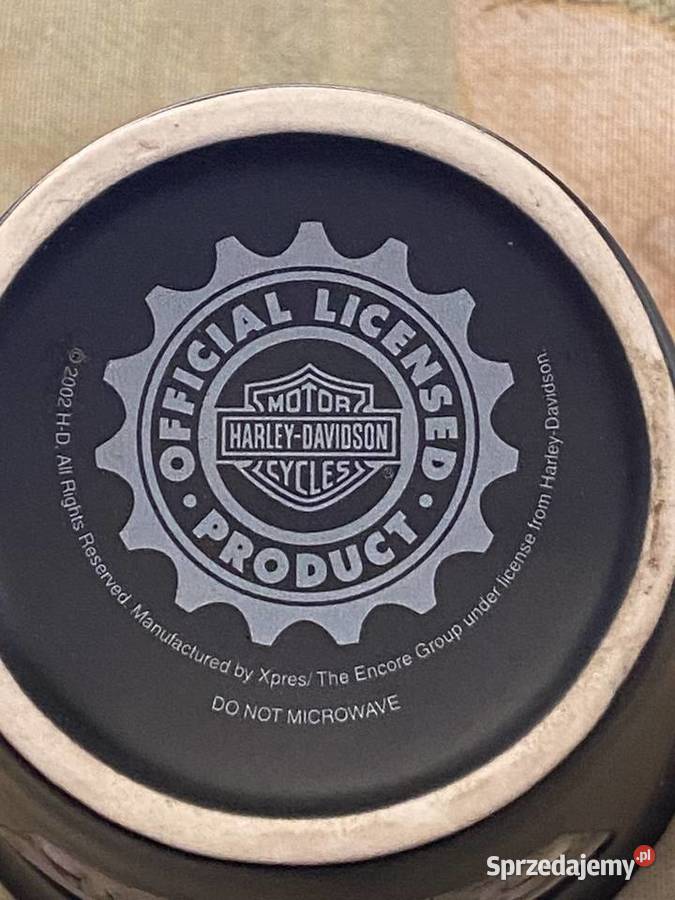 OFFICIAL LICENSED
MOTOR
HARLEY-DAVIDSON
CYCLES
®
• PRODUCT •
© 2002 H-D. All Rights Reserved. Manufactured by Xpres/ The Encore Group under license from Harley-Davidson.
DO NOT MICROWAVE
Sprzedajemy.pl